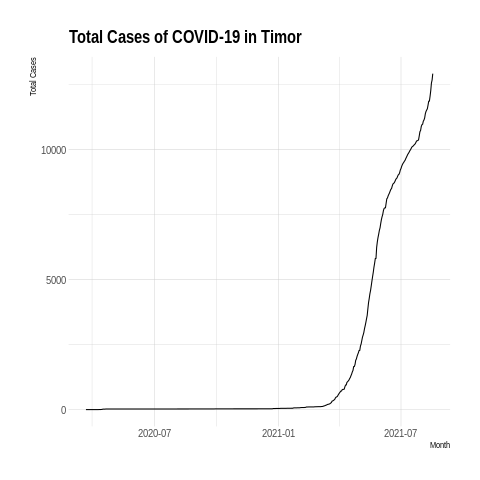 Total Cases of COVID-19 in Timor
Total Cases
10000
5000
0
2020-07
2021-01
2021-07
Month